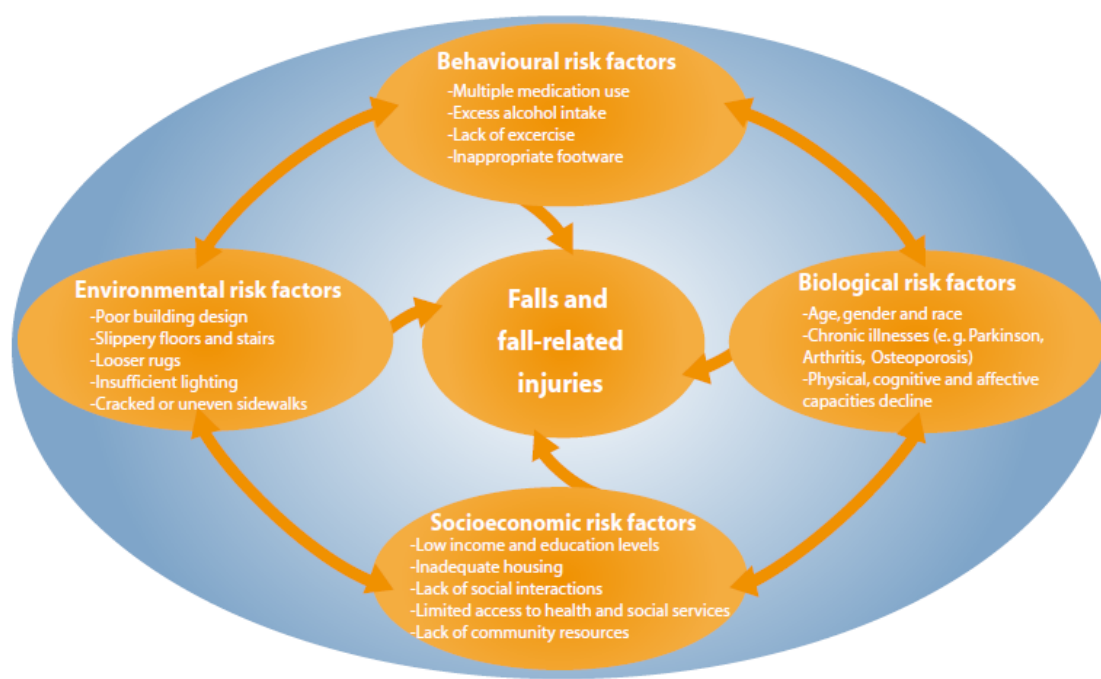 Behavioural risk factors
-Multiple medication use
-Excess alcohol intake
-Lack of excercise
-Inappropriate footware
Environmental risk factors
-Poor building design
-Slippery floors and stairs
-Looser rugs
-Insufficient lighting
-Cracked or uneven sidewalks
Falls and
fall-related
injuries
Biological risk factors
-Age, gender and race
-Chronic illnesses (e. g. Parkinson,
Arthritis, Osteoporosis)
-Physical, cognitive and affective
capacities decline
Socioeconomic risk factors
-Low income and education levels
-Inadequate housing
-Lack of social interactions
-Limited access to health and social services
-Lack of community resources